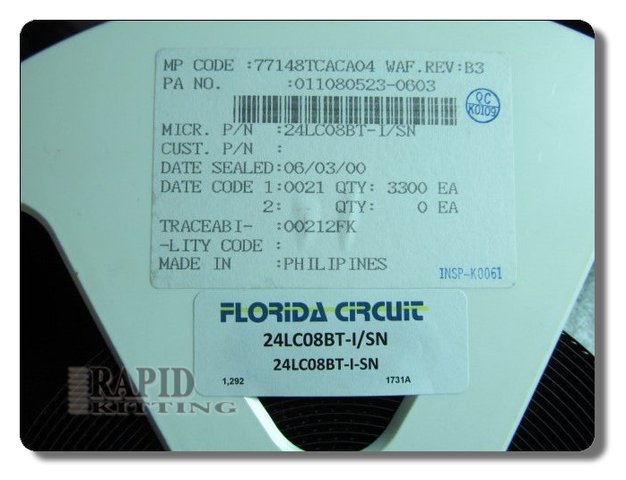 MP CODE :77148TCACA04 WAF.REV:B3
PA NO. :011080523-0603
QC
K0109
MICR. P/N :24LC08BT-I/SN
CUST. P/N :
DATE SEALED:06/03/00
DATE CODE 1:0021 QTY: 3300 EA
2: QTY: 0 EA
TRACEABI- :00212FK
-LITY CODE :
MADE IN :PHILIPINES
INSP-K0061
FLORIDA CIRCUIT
24LC08BT-I/SN
24LC08BT-I-SN
1,292 1731A
RAPID
KITTING